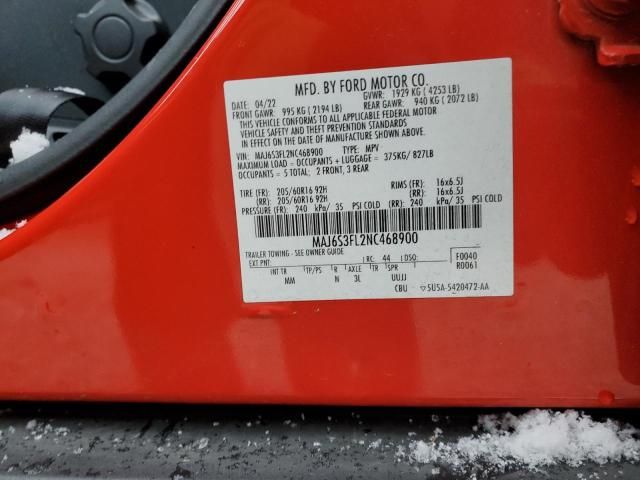 MFD. BY FORD MOTOR CO.
04/22 GVWR: 1929 KG ( 4253 LB)
FRONT GAWR: 995 KG ( 2194 LB) REAR GAWR: 940 KG ( 2072 LB)
THIS VEHICLE CONFORMS TO ALL APPLICABLE FEDERAL MOTOR
VEHICLE SAFETY AND THEFT PREVENTION STANDARDS
IN EFFECT ON THE DATE OF MANUFACTURE SHOWN ABOVE.
VIN: MAJ6S3FL2NC468900 TYPE: MPV
MAXIMUM LOAD = OCCUPANTS + LUGGAGE = 375KG/ 827LB
OCCUPANTS = 5 TOTAL; 2 FRONT, 3 REAR
TIRE (FR): 205/60R16 92H RIMS (FR): 16x6.5J
(RR): 205/60R16 92H (RR): 16x6.5J
PRESSURE (FR): 240 kPa/ 35 PSI COLD (RR): 240 kPa/ 35 PSI COLD
MAJ6S3FL2NC468900
TRAILER TOWING - SEE OWNER GUIDE F0040
EXT PNT: RC: 44 DSO: RD061
INT TR TP/PS R AXLE TR SPR
MM N 3L UUJJ
CBU 5U5A-5420472-AA